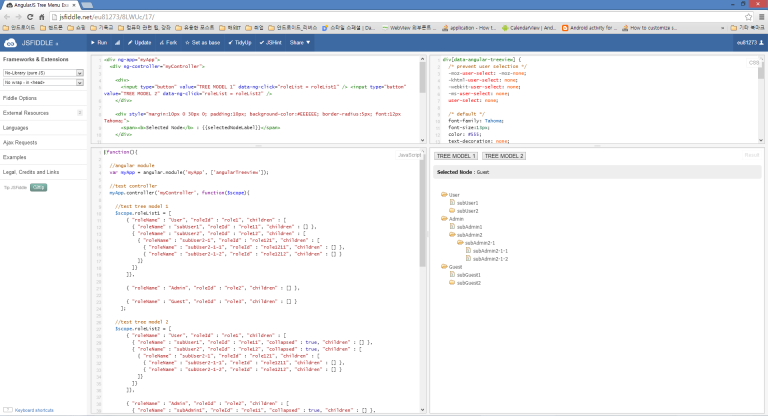 AngularJS Tree Menu Exa
jsfiddle.net/eu81273/8LWUc/17/
WebView
application - How t...
CalendarView | And...
Android activity for ...
How to customize s...
JSFIDDLE
Run
Update
Fork
Set as base
TidyUp
JSHint
Share
eu81273
Frameworks & Extensions
No-Library (pure JS)
No wrap - in <head>
Fiddle Options
External Resources
Languages
Ajax Requests
Examples
Legal, Credits and Links
Keyboard shortcuts
<div ng-app="myApp">
<div ng-controller="myController">
<div>
<input type="button" value="TREE MODEL 1" data-ng-click="roleList = roleList1" /> <input type="button"
value="TREE MODEL 2" data-ng-click="roleList = roleList2" />
</div>
<div style="margin:10px 0 30px 0; padding:10px; background-color:#EEEEEE; border-radius:5px; font:12px
Tahoma;">
<span><b>Selected Node</b> : {{selectedNodeLabel}}</span>
</div>
div[data-angular-treeview] {
/* prevent user selection */
-moz-user-select: -moz-none;
-khtml-user-select: none;
-webkit-user-select: none;
-ms-user-select: none;
user-select: none;
/* default */
font-family: Tahoma;
font-size:13px;
color: #555;
text-decoration: none;
CSS
(function(){
JavaScript
//angular module
var myApp = angular.module('myApp', ['angularTreeview']);
//test controller
myApp.controller('myController', function($scope){
//test tree model 1
$scope.roleList1 = [
{ "roleName" : "User", "roleId" : "role1", "children" : [
{ "roleName" : "subUser1", "roleId" : "role11", "children" : [] },
{ "roleName" : "subUser2", "roleId" : "role12", "children" : [
{ "roleName" : "subUser2-1", "roleId" : "role121", "children" : [
{ "roleName" : "subUser2-1-1", "roleId" : "role1211", "children" : [] },
{ "roleName" : "subUser2-1-2", "roleId" : "role1212", "children" : [] }
]}
]}
]},
{ "roleName" : "Admin", "roleId" : "role2", "children" : [] },
{ "roleName" : "Guest", "roleId" : "role3", "children" : [] }
];
//test tree model 2
$scope.roleList2 = [
{ "roleName" : "User", "roleId" : "role1", "children" : [
{ "roleName" : "subUser1", "roleId" : "role11", "collapsed" : true, "children" : [] },
{ "roleName" : "subUser2", "roleId" : "role12", "collapsed" : true, "children" : [
{ "roleName" : "subUser2-1", "roleId" : "role121", "children" : [
{ "roleName" : "subUser2-1-1", "roleId" : "role1211", "children" : [] },
{ "roleName" : "subUser2-1-2", "roleId" : "role1212", "children" : [] }
]}
]}
]},
{ "roleName" : "Admin", "roleId" : "role2", "children" : [
{ "roleName" : "subAdmin1", "roleId" : "role11", "collapsed" : true, "children" : [] },
TREE MODEL 1
TREE MODEL 2
Result
Selected Node : Guest
User
subUser1
subUser2
Admin
subAdmin1
subAdmin2
subAdmin2-1
subAdmin2-1-1
subAdmin2-1-2
Guest
subGuest1
subGuest2